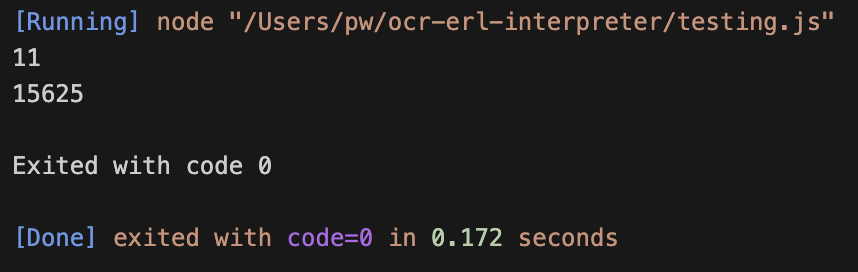 [Running] node "/Users/pw/ocr-erl-interpreter/testing.js"
11
15625
Exited with code 0
[Done] exited with code=0 in 0.172 seconds